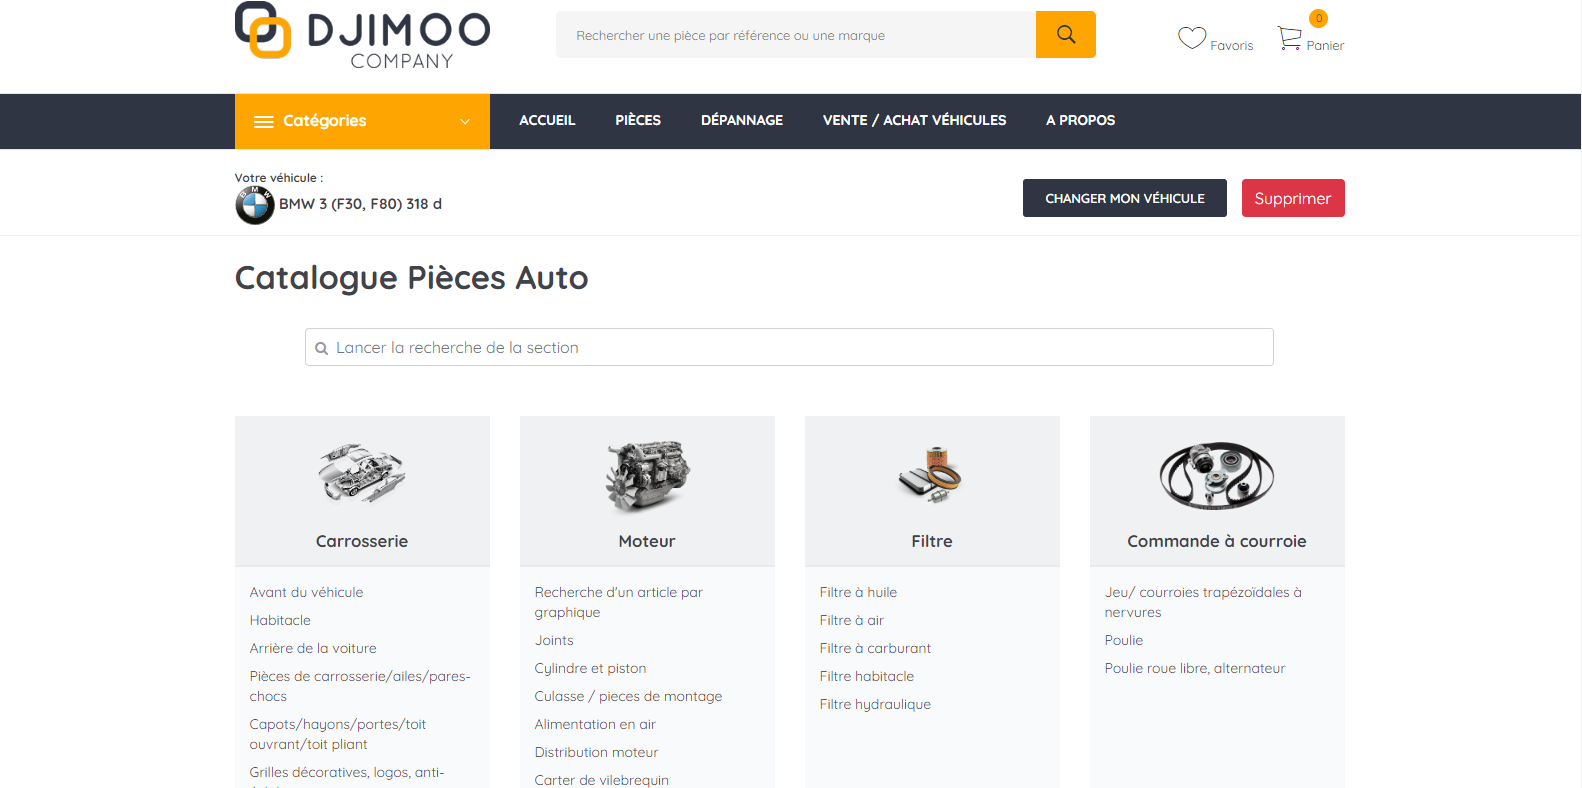 DJIMOO
COMPANY
Rechercher une pièce par référence ou une marque
Favoris
0
Panier
Catégories
ACCUEIL
PIÈCES
DÉPANNAGE
VENTE / ACHAT VÉHICULES
A PROPOS
Votre véhicule :
BMW
BMW 3 (F30, F80) 318 d
CHANGER MON VÉHICULE
Supprimer
Catalogue Pièces Auto
Lancer la recherche de la section
Carrosserie
Avant du véhicule
Habitacle
Arrière de la voiture
Pièces de carrosserie/ailes/pares-
chocs
Capots/hayons/portes/toit
ouvrant/toit pliant
Grilles décoratives, logos, anti-
Moteur
Recherche d'un article par
graphique
Joints
Cylindre et piston
Culasse / pieces de montage
Alimentation en air
Distribution moteur
Carter de vilebrequin
Filtre
Filtre à huile
Filtre à air
Filtre à carburant
Filtre habitacle
Filtre hydraulique
Commande à courroie
Jeu/ courroies trapézoïdales à
nervures
Poulie
Poulie roue libre, alternateur